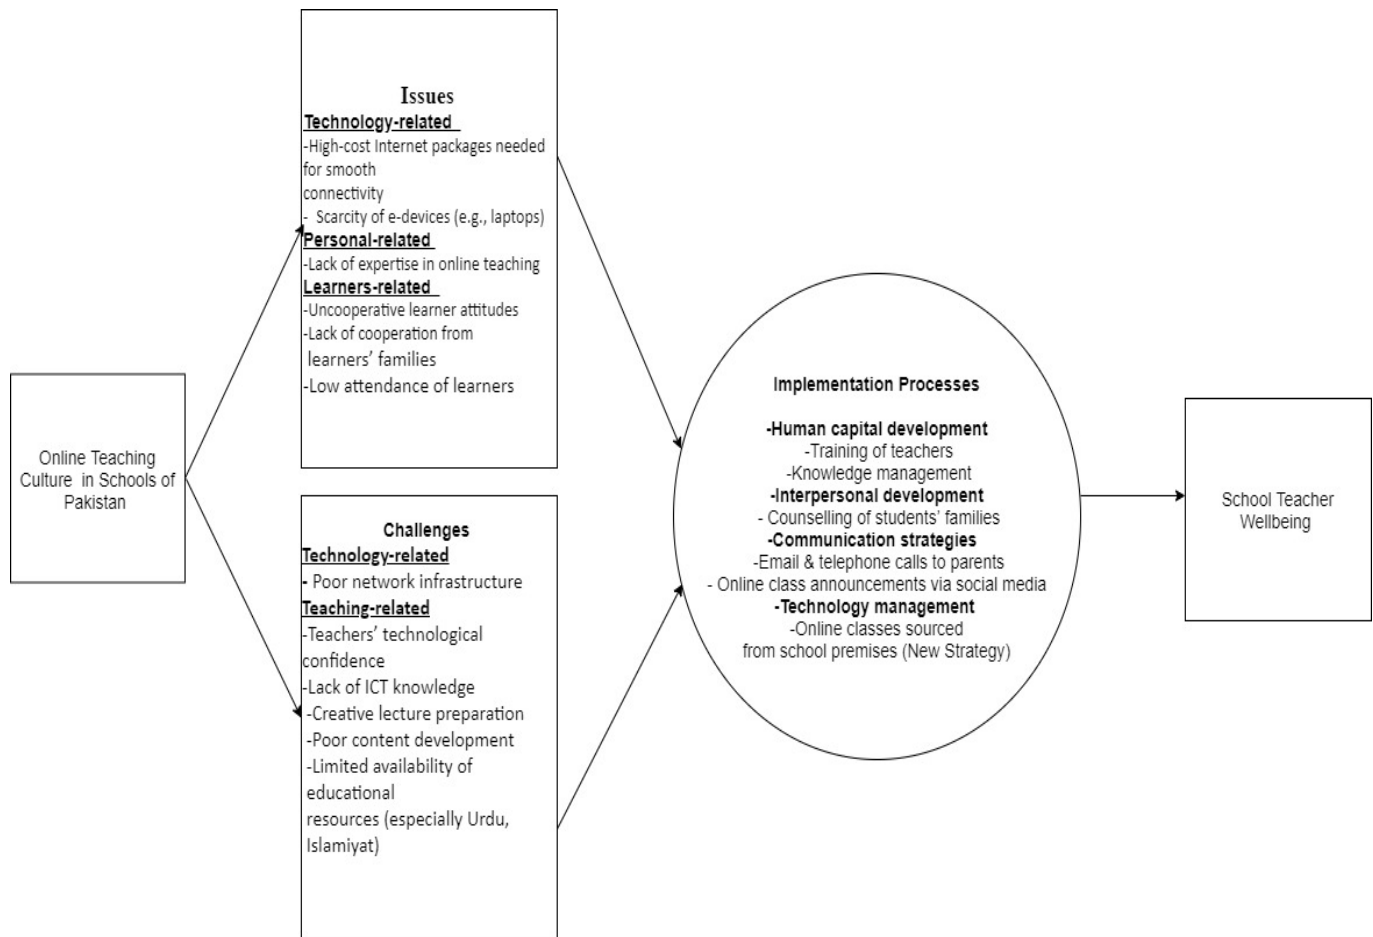 Online Teaching
Culture in Schools of
Pakistan
Issues
Technology-related
-High-cost Internet packages needed
for smooth
connectivity
- Scarcity of e-devices (e.g., laptops)
Personal-related
-Lack of expertise in online teaching
Learners-related
-Uncooperative learner attitudes
-Lack of cooperation from
learners’ families
-Low attendance of learners
Challenges
Technology-related
- Poor network infrastructure
Teaching-related
-Teachers’ technological
confidence
-Lack of ICT knowledge
-Creative lecture preparation
-Poor content development
-Limited availability of
educational
resources (especially Urdu,
Islamiyat)
Implementation Processes
-Human capital development
-Training of teachers
-Knowledge management
-Interpersonal development
- Counselling of students’ families
-Communication strategies
-Email & telephone calls to parents
- Online class announcements via social media
-Technology management
-Online classes sourced
from school premises (New Strategy)
School Teacher
Wellbeing